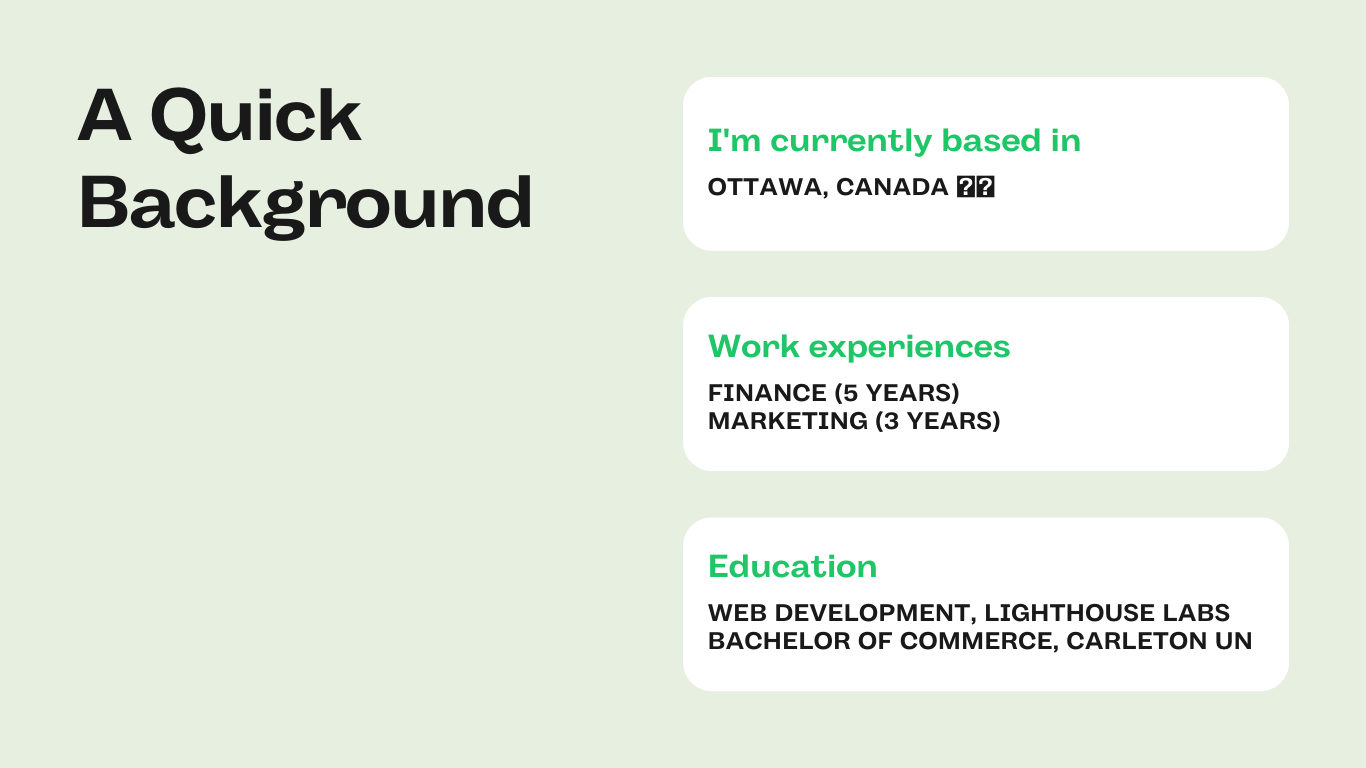 A Quick
Background
I'm currently based in
OTTAWA, CANADA ⍰⍰
Work experiences
FINANCE (5 YEARS)
MARKETING (3 YEARS)
Education
WEB DEVELOPMENT, LIGHTHOUSE LABS
BACHELOR OF COMMERCE, CARLETON UN